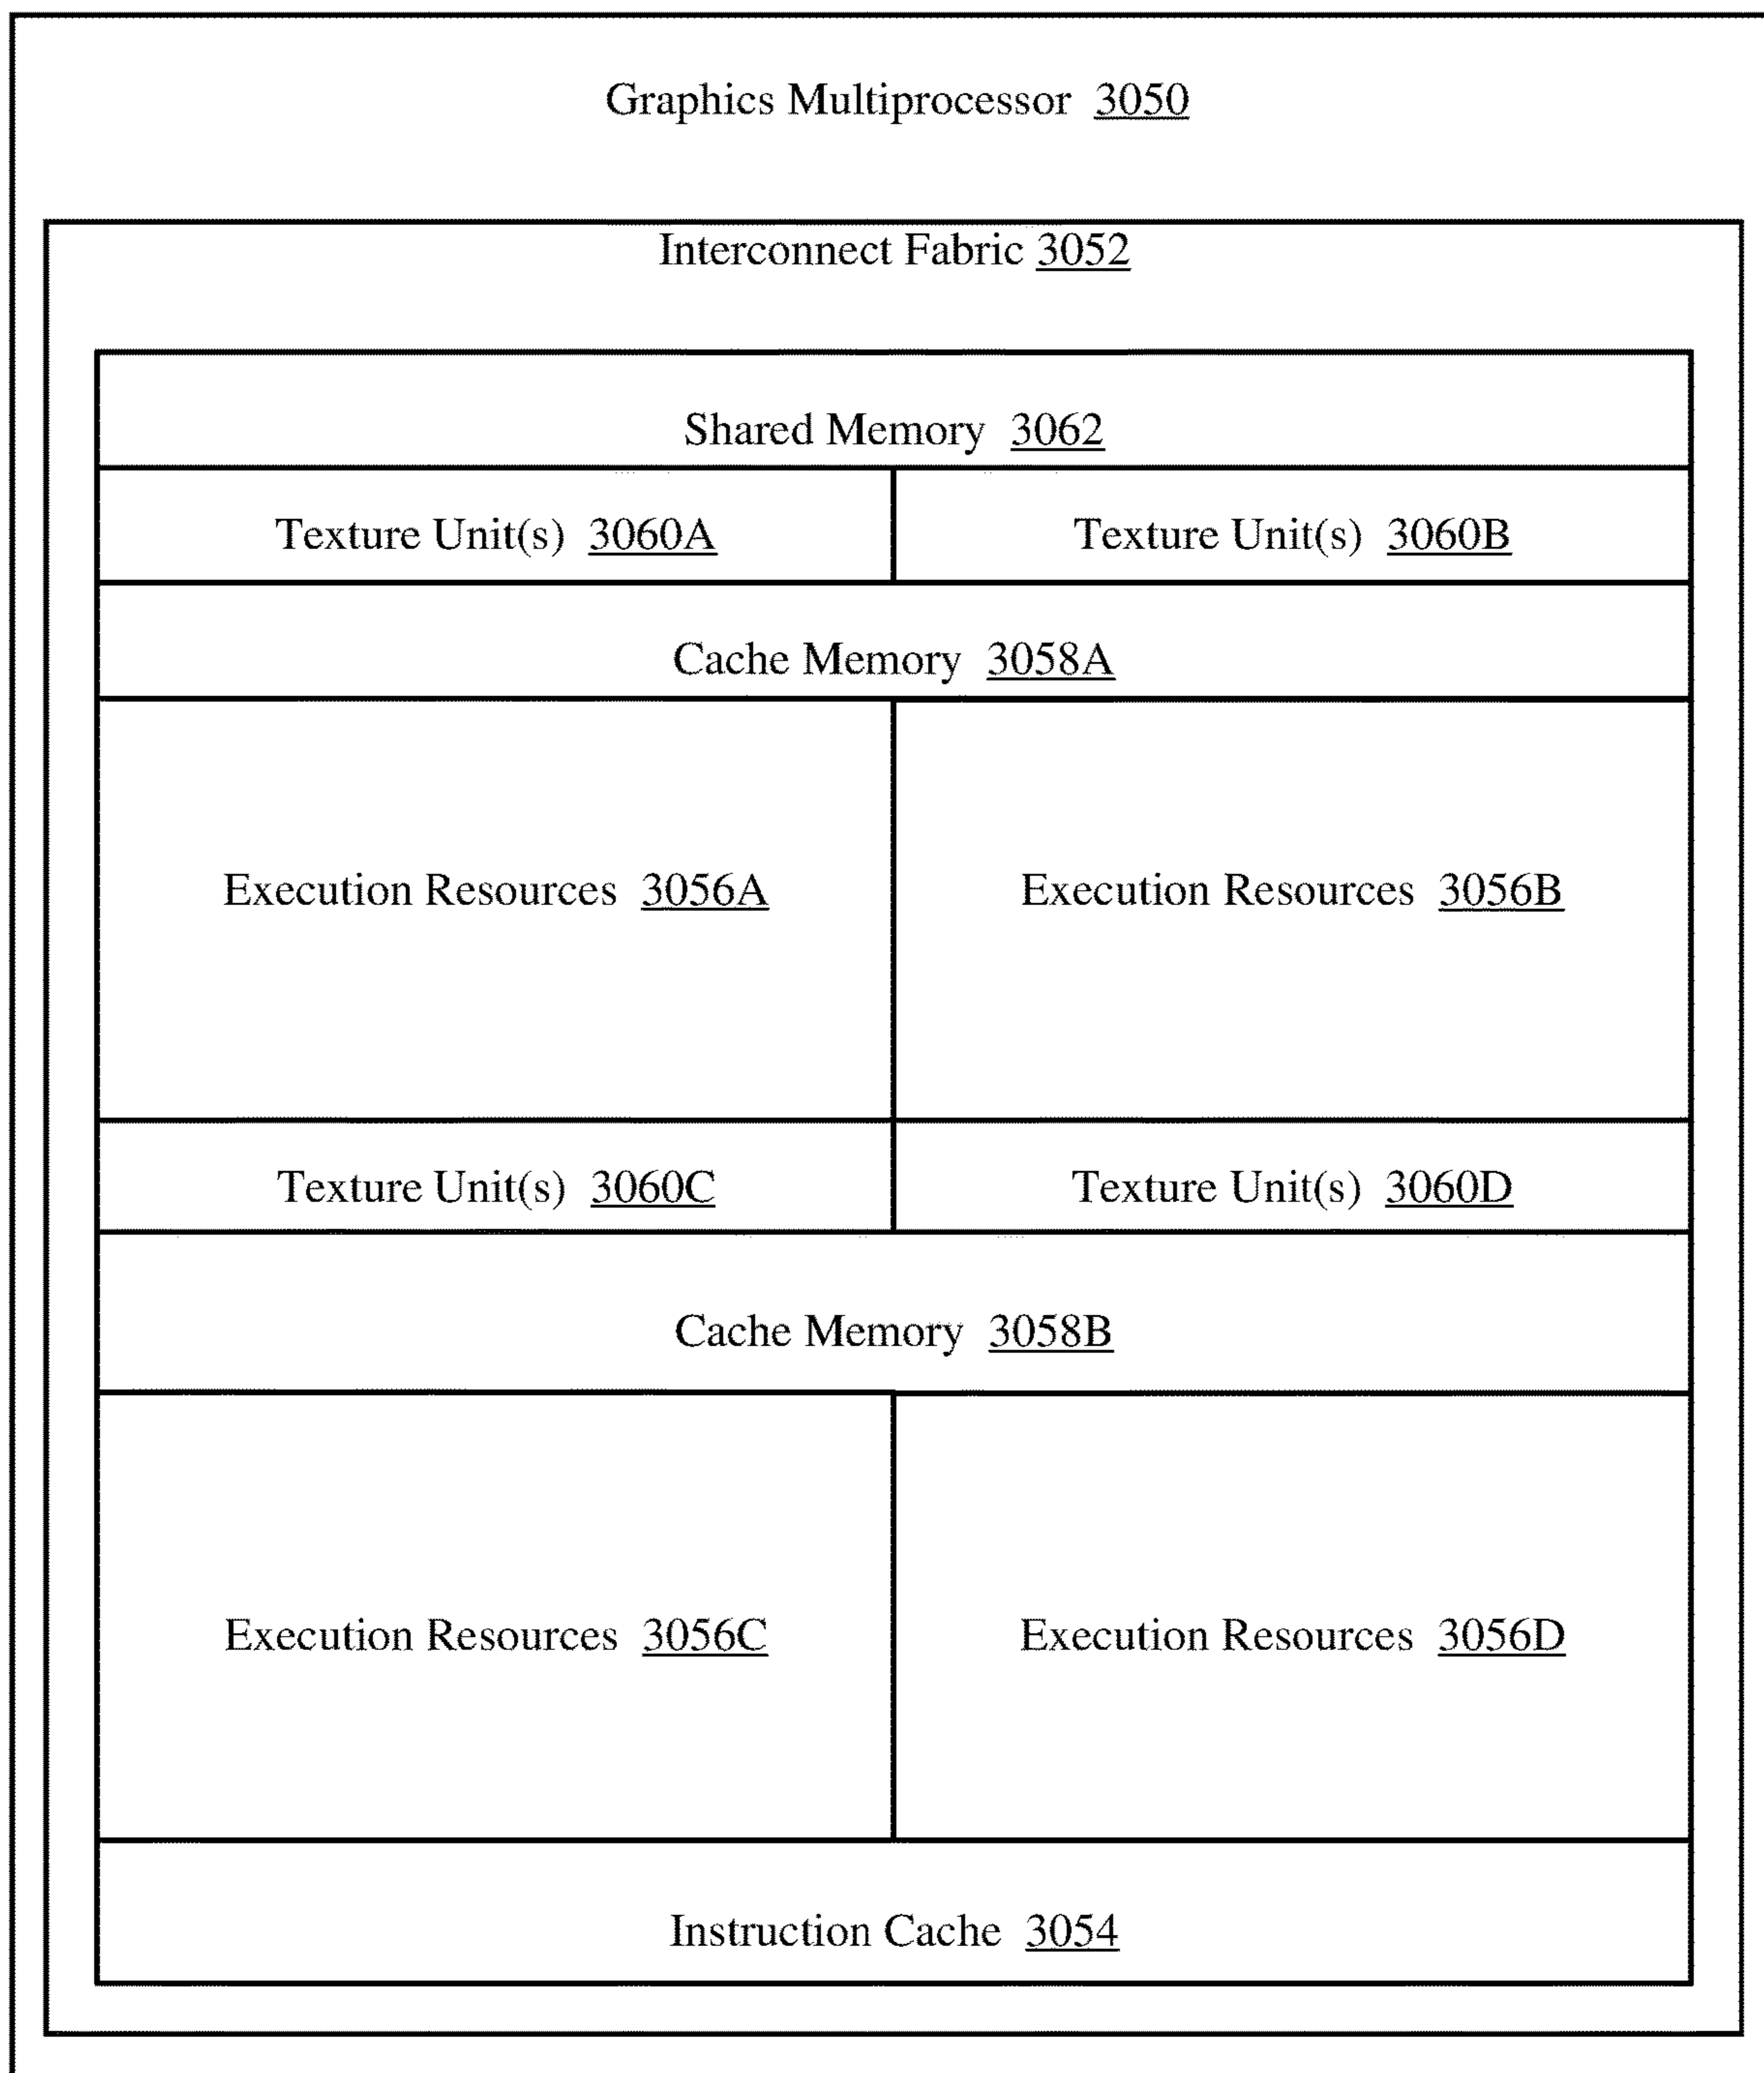 Graphics Multiprocessor 3050
Interconnect Fabric 3052
Shared Memory 3062
Texture Unit(s) 3060A
Texture Unit(s) 3060B
Cache Memory 3058A
Execution Resources 3056A
Execution Resources 3056B
Texture Unit(s) 3060C
Texture Unit(s) 3060D
Cache Memory 3058B
Execution Resources 3056C
Execution Resources 3056D
Instruction Cache 3054